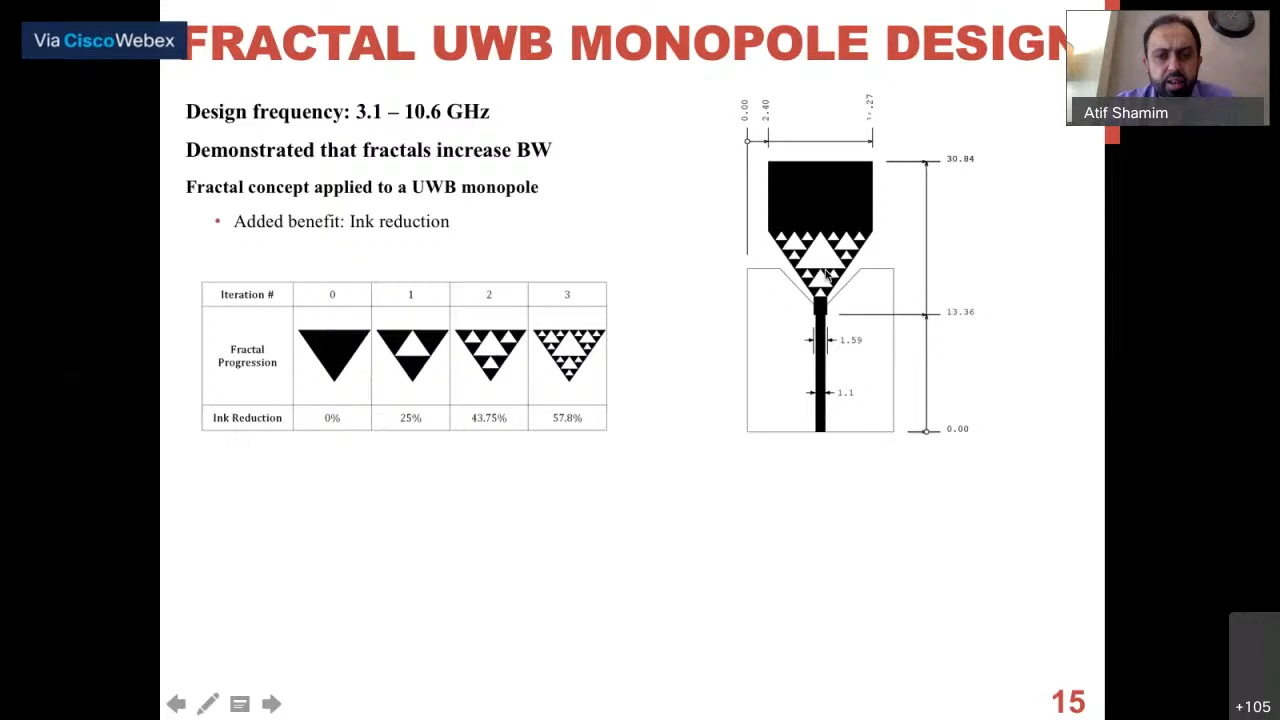 Via CiscoWebex
FRACTAL UWB MONOPOLE DESIGN
Atif Shamim
Design frequency: 3.1 – 10.6 GHz
Demonstrated that fractals increase BW
Fractal concept applied to a UWB monopole
• Added benefit: Ink reduction
Iteration # 0 1 2 3
Fractal
Progression
Ink Reduction 0% 25% 43.75% 57.8%
0.00
2.40
30.84
13.36
1.59
1.1
0.00
15
+105